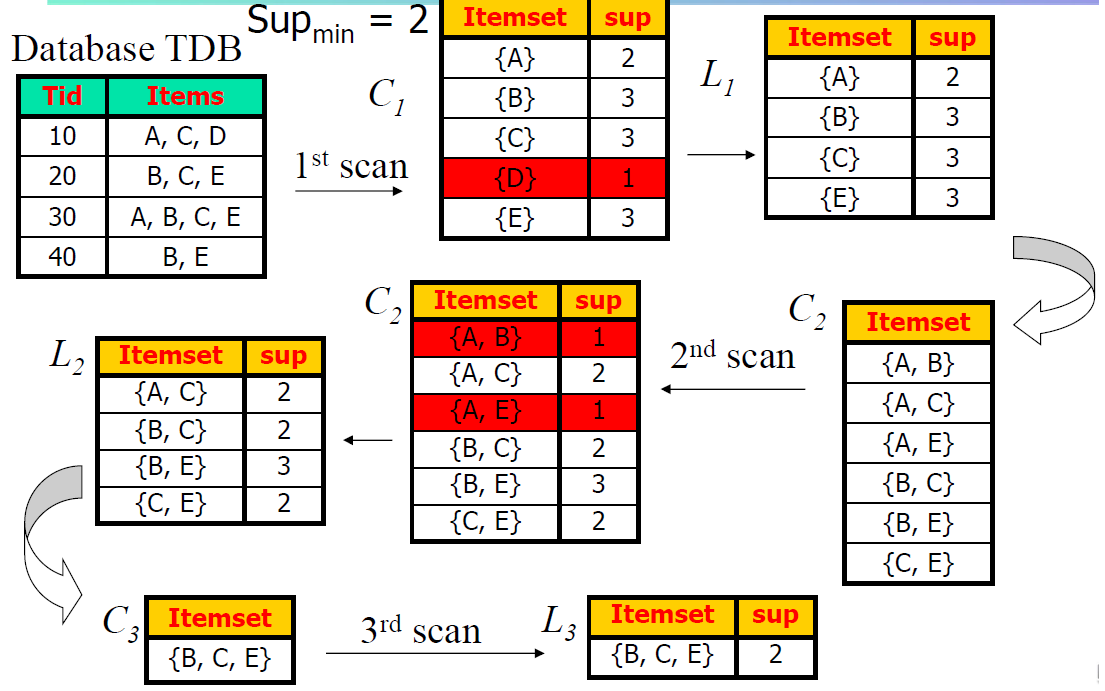 Sup_min = 2
Database TDB
Tid Items
10 A, C, D
20 B, C, E
30 A, B, C, E
40 B, E
1st scan
C_1
Itemset sup
{A} 2
{B} 3
{C} 3
{D} 1
{E} 3
L_1
Itemset sup
{A} 2
{B} 3
{C} 3
{E} 3
C_2
Itemset
{A, B}
{A, C}
{A, E}
{B, C}
{B, E}
{C, E}
2nd scan
C_2
Itemset sup
{A, B} 1
{A, C} 2
{A, E} 1
{B, C} 2
{B, E} 3
{C, E} 2
L_2
Itemset sup
{A, C} 2
{B, C} 2
{B, E} 3
{C, E} 2
C_3
Itemset
{B, C, E}
3rd scan
L_3
Itemset sup
{B, C, E} 2